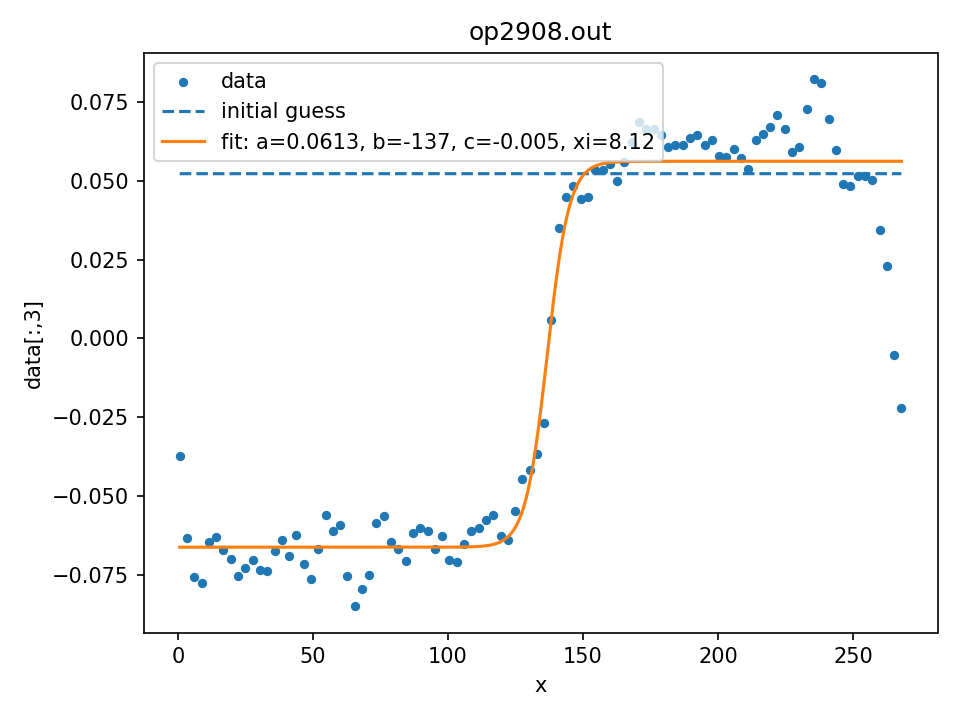 op2908.out
data
initial guess
fit: a=0.0613, b=-137, c=-0.005, xi=8.12
0.075
0.050
0.025
0.000
−0.025
−0.050
−0.075
data[:,3]
0 50 100 150 200 250
x